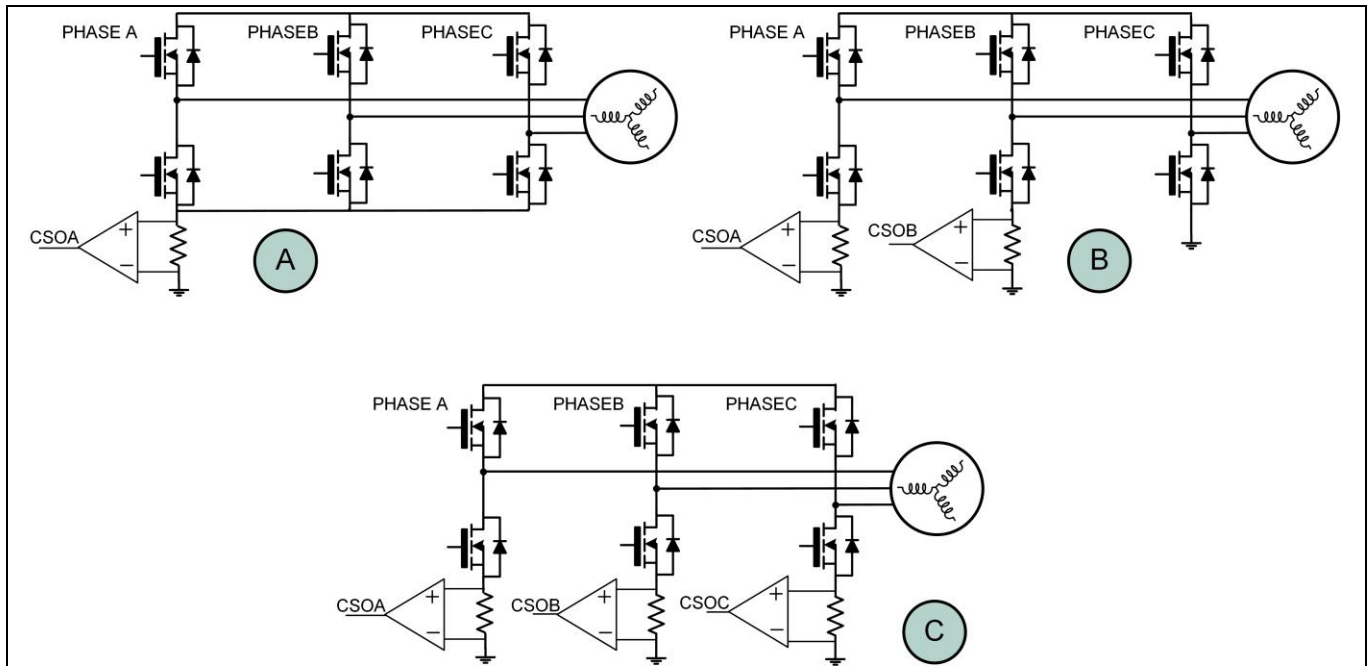 PHASE A
PHASEB
PHASEC
CSOA
+
−
A
PHASE A
PHASEB
PHASEC
CSOA
+
−
CSOB
+
−
B
PHASE A
PHASEB
PHASEC
CSOA
+
−
CSOB
+
−
CSOC
+
−
C